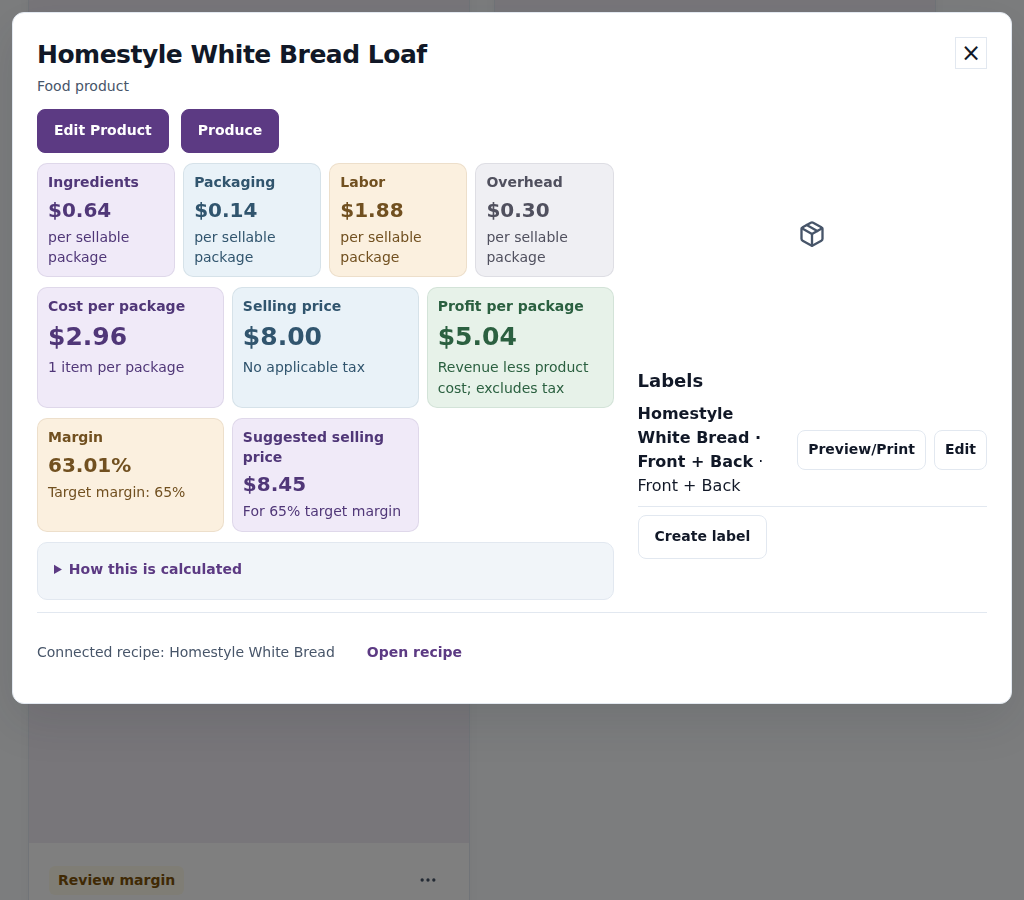 Homestyle White Bread Loaf
Food product
Edit Product
Produce
Ingredients
$0.64
per sellable
package
Packaging
$0.14
per sellable
package
Labor
$1.88
per sellable
package
Overhead
$0.30
per sellable
package
Cost per package
$2.96
1 item per package
Selling price
$8.00
No applicable tax
Profit per package
$5.04
Revenue less product
cost; excludes tax
Margin
63.01%
Target margin: 65%
Suggested selling
price
$8.45
For 65% target margin
How this is calculated
Labels
Homestyle
White Bread ·
Front + Back ·
Front + Back
Preview/Print
Edit
Create label
Connected recipe: Homestyle White Bread
Open recipe
Review margin